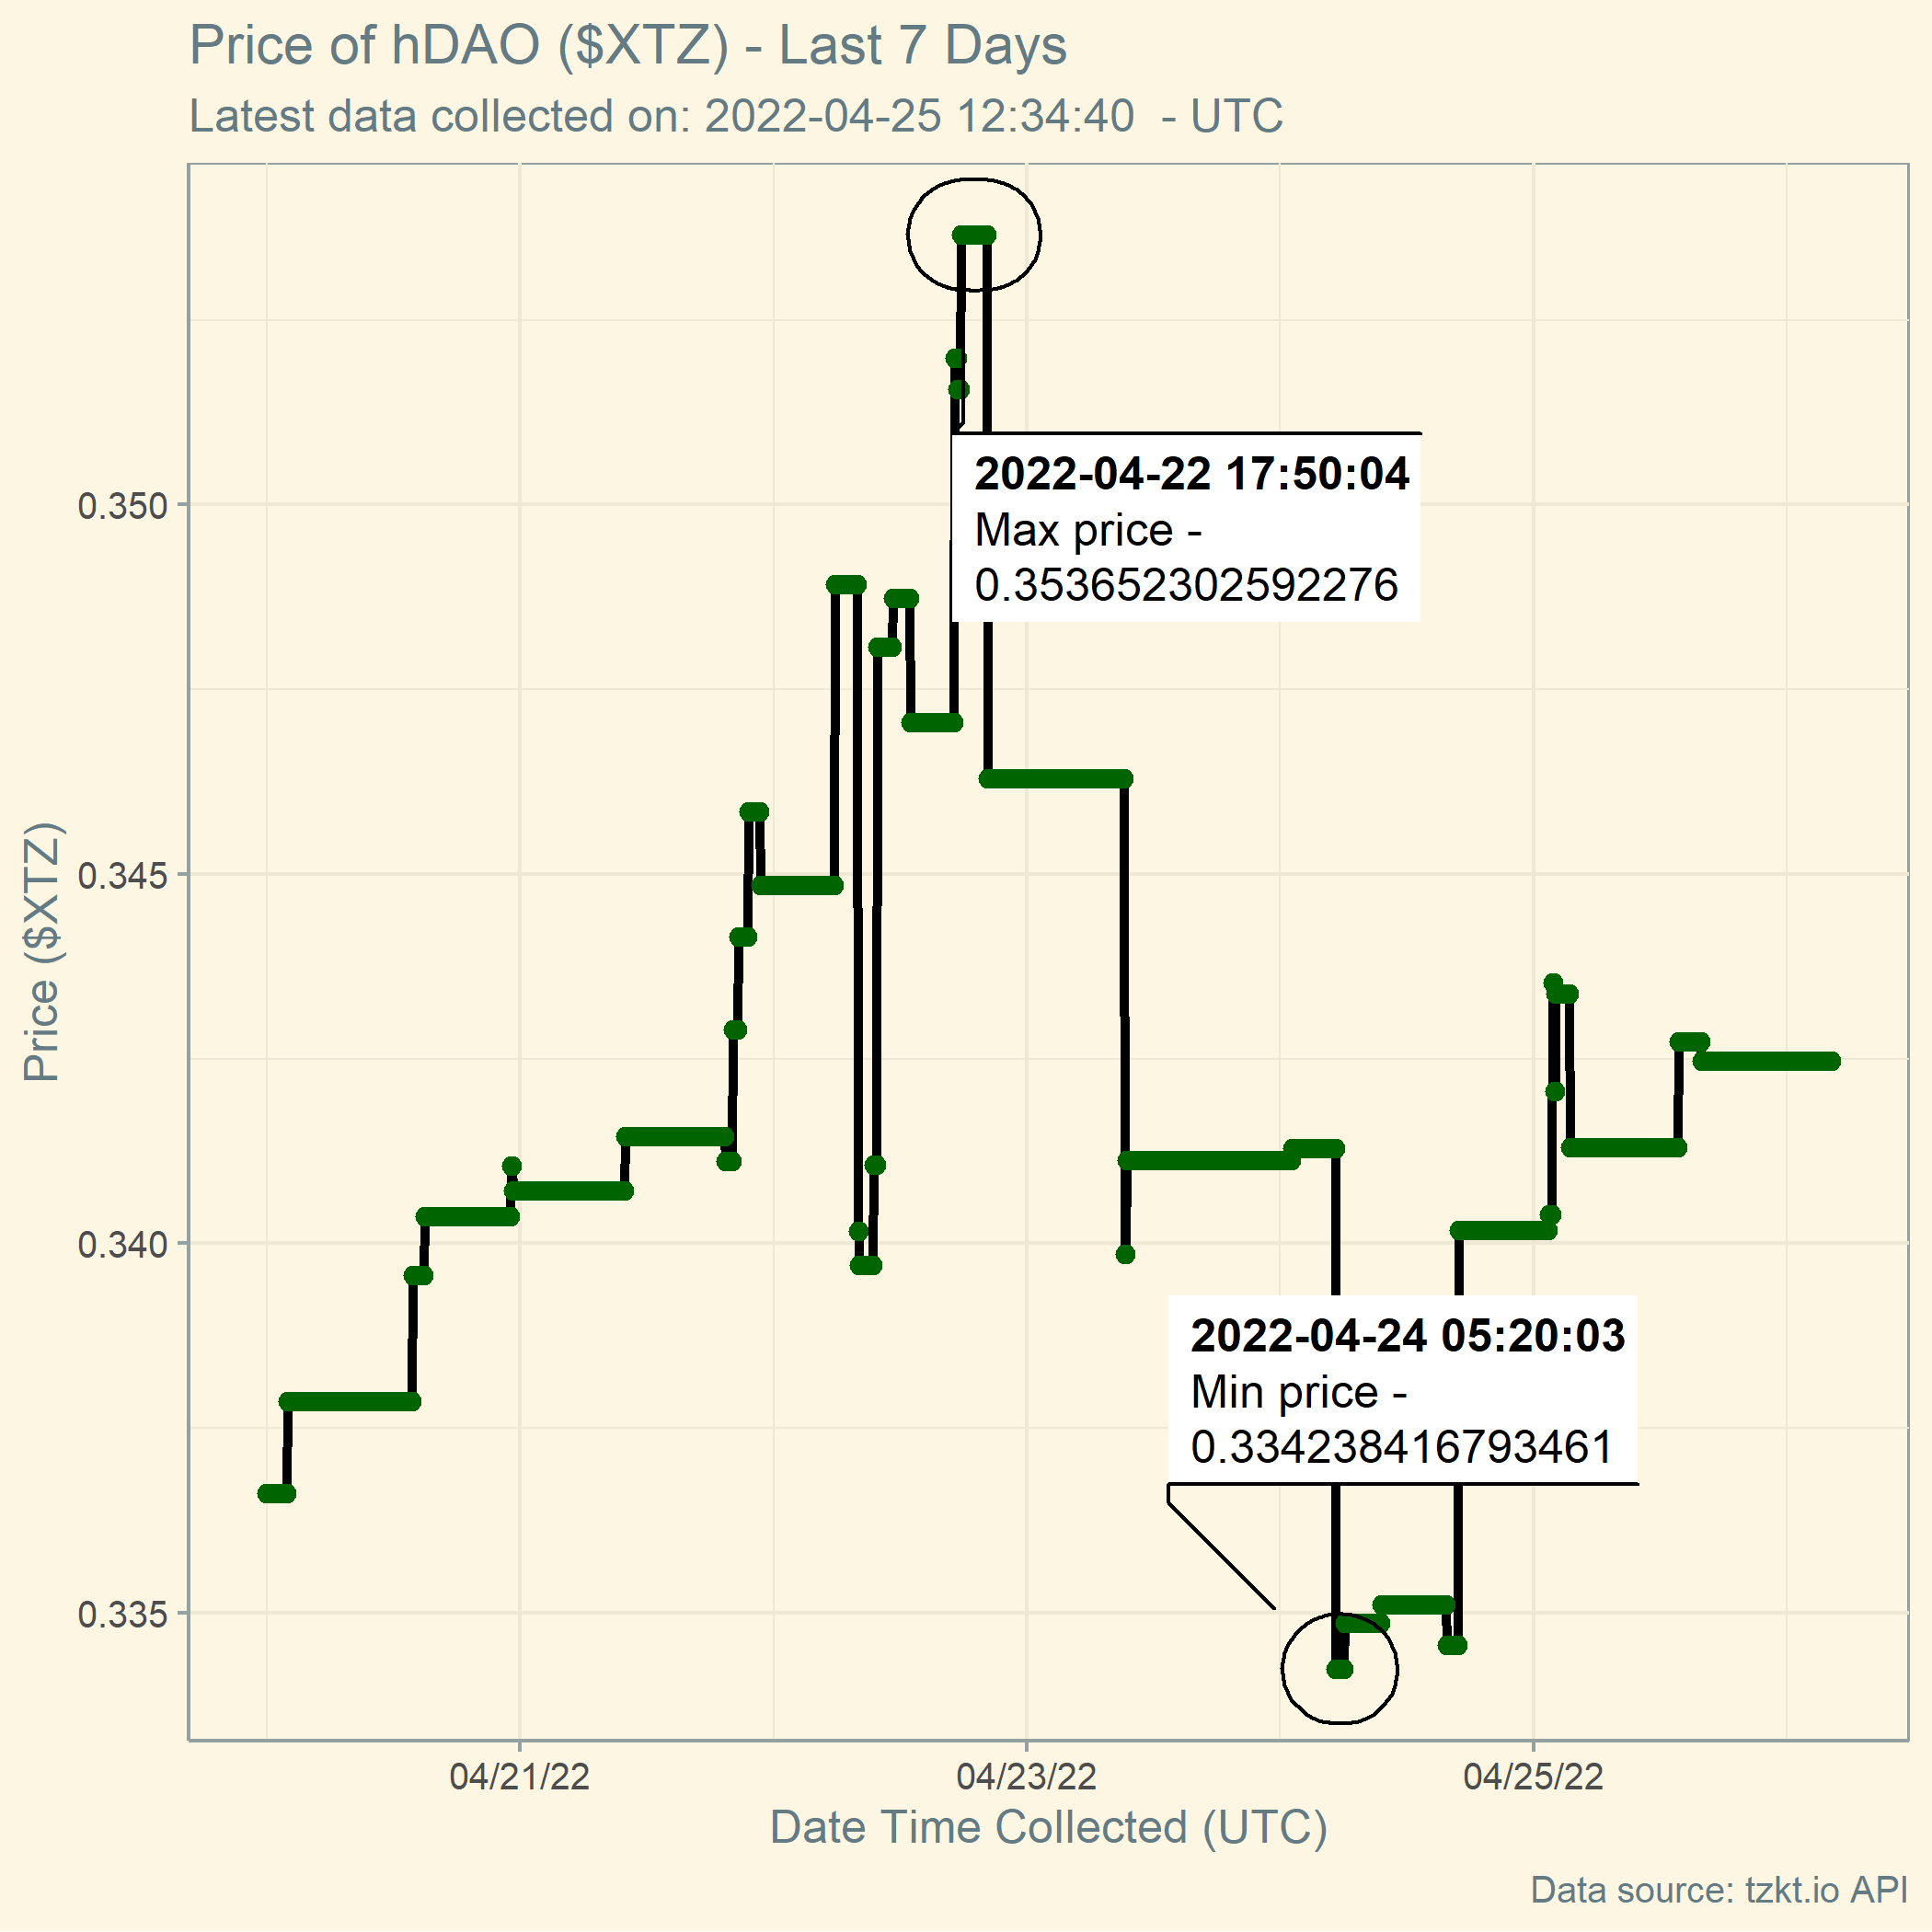 Price of hDAO ($XTZ) - Last 7 Days
Latest data collected on: 2022-04-25 12:34:40  - UTC
2022-04-22 17:50:04
Max price -
0.353652302592276
0.350
0.345
0.340
0.335
Price ($XTZ)
2022-04-24 05:20:03
Min price -
0.334238416793461
04/21/22
04/23/22
04/25/22
Date Time Collected (UTC)
Data source: tzkt.io API